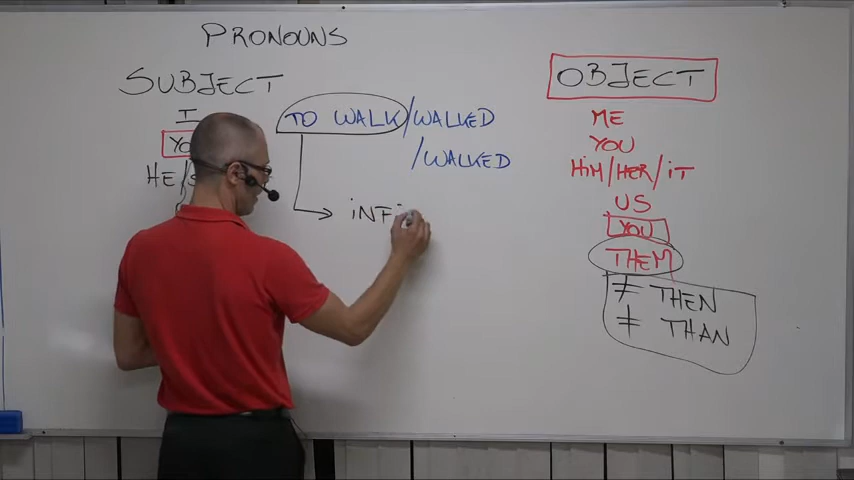 PRONOUNS
SUBJECT
I
HE/
TO WALK/WALKED
/WALKED
OBJECT
ME
YOU
HiM/HER/iT
US
YOU
THEM
≠ THEN
≠ THAN